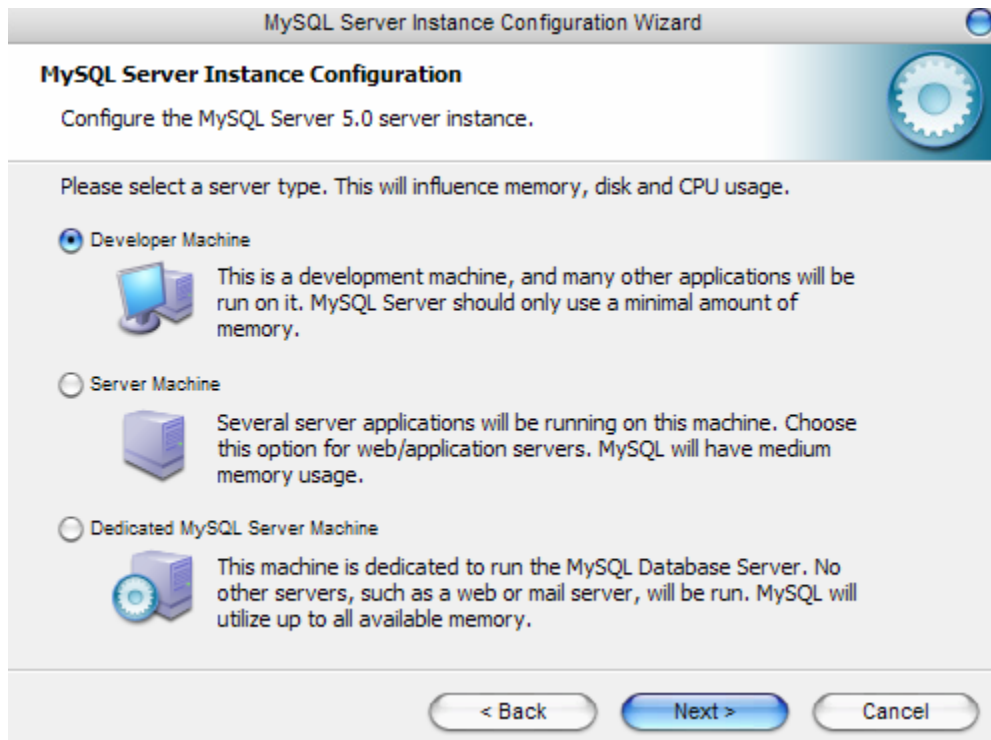 MySQL Server Instance Configuration Wizard
MySQL Server Instance Configuration
Configure the MySQL Server 5.0 server instance.
Please select a server type. This will influence memory, disk and CPU usage.
Developer Machine
This is a development machine, and many other applications will be
run on it. MySQL Server should only use a minimal amount of
memory.
Server Machine
Several server applications will be running on this machine. Choose
this option for web/application servers. MySQL will have medium
memory usage.
Dedicated MySQL Server Machine
This machine is dedicated to run the MySQL Database Server. No
other servers, such as a web or mail server, will be run. MySQL will
utilize up to all available memory.
< Back Next > Cancel